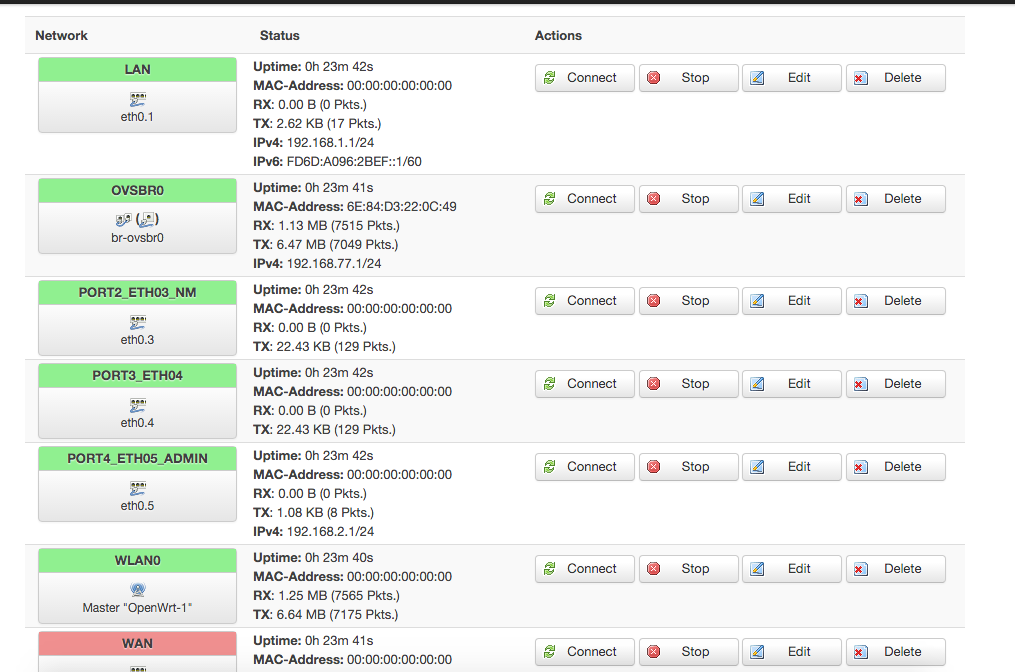 Network Status Actions
LAN
eth0.1
Uptime: 0h 23m 42s
MAC-Address: 00:00:00:00:00:00
RX: 0.00 B (0 Pkts.)
TX: 2.62 KB (17 Pkts.)
IPv4: 192.168.1.1/24
IPv6: FD6D:A096:2BEF::1/60
Connect Stop Edit Delete
OVSBR0
br-ovsbr0
Uptime: 0h 23m 41s
MAC-Address: 6E:84:D3:22:0C:49
RX: 1.13 MB (7515 Pkts.)
TX: 6.47 MB (7049 Pkts.)
IPv4: 192.168.77.1/24
Connect Stop Edit Delete
PORT2_ETH03_NM
eth0.3
Uptime: 0h 23m 42s
MAC-Address: 00:00:00:00:00:00
RX: 0.00 B (0 Pkts.)
TX: 22.43 KB (129 Pkts.)
Connect Stop Edit Delete
PORT3_ETH04
eth0.4
Uptime: 0h 23m 42s
MAC-Address: 00:00:00:00:00:00
RX: 0.00 B (0 Pkts.)
TX: 22.43 KB (129 Pkts.)
Connect Stop Edit Delete
PORT4_ETH05_ADMIN
eth0.5
Uptime: 0h 23m 42s
MAC-Address: 00:00:00:00:00:00
RX: 0.00 B (0 Pkts.)
TX: 1.08 KB (8 Pkts.)
IPv4: 192.168.2.1/24
Connect Stop Edit Delete
WLAN0
Master "OpenWrt-1"
Uptime: 0h 23m 40s
MAC-Address: 00:00:00:00:00:00
RX: 1.25 MB (7565 Pkts.)
TX: 6.64 MB (7175 Pkts.)
Connect Stop Edit Delete
WAN
Uptime: 0h 23m 41s
MAC-Address: 00:00:00:00:00:00
Connect Stop Edit Delete